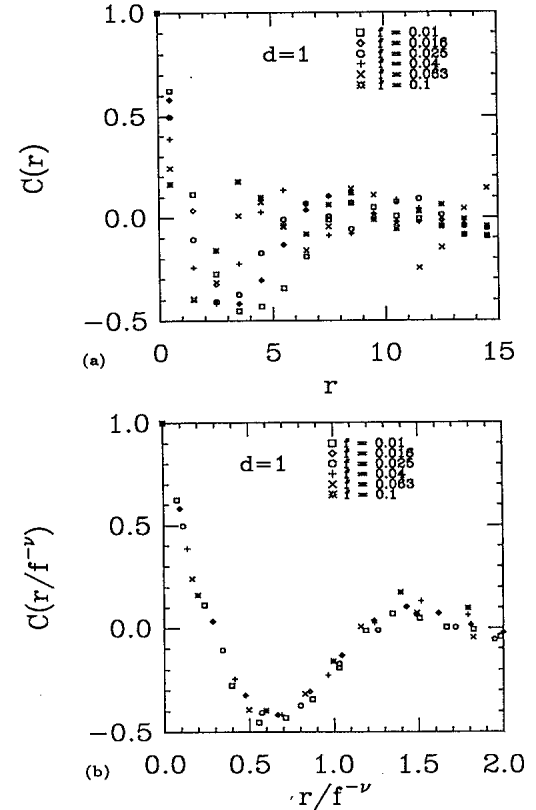 1.0
0.5
0.0
−0.5
C(r)
d=1
f = 0.01
f = 0.016
f = 0.025
f = 0.04
f = 0.063
f = 0.1
0 5 10 15
(a)
r
1.0
0.5
0.0
−0.5
C(r/f^{-ν})
d=1
f = 0.01
f = 0.016
f = 0.025
f = 0.04
f = 0.063
f = 0.1
0.0 0.5 1.0 1.5 2.0
(b)
r/f^{-ν}